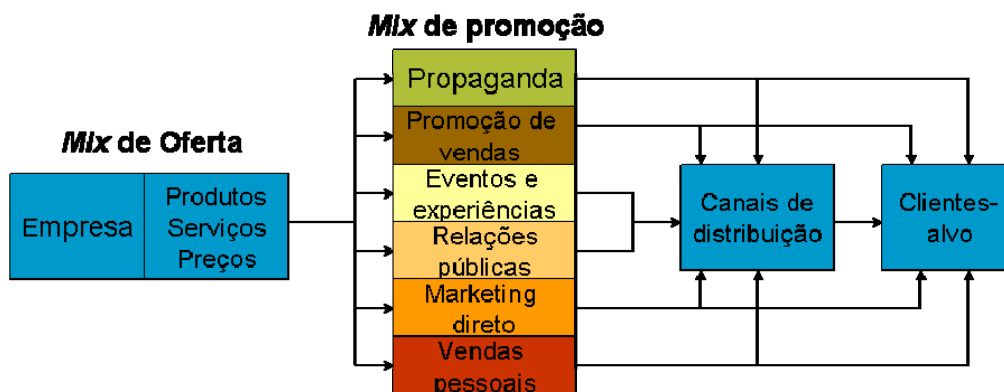 Mix de promoção
Propaganda
Promoção de
vendas
Mix de Oferta
Empresa
Produtos
Serviços
Preços
Eventos e
experiências
Relações
públicas
Marketing
direto
Vendas
pessoais
Canais de
distribuição
Clientes-
alvo